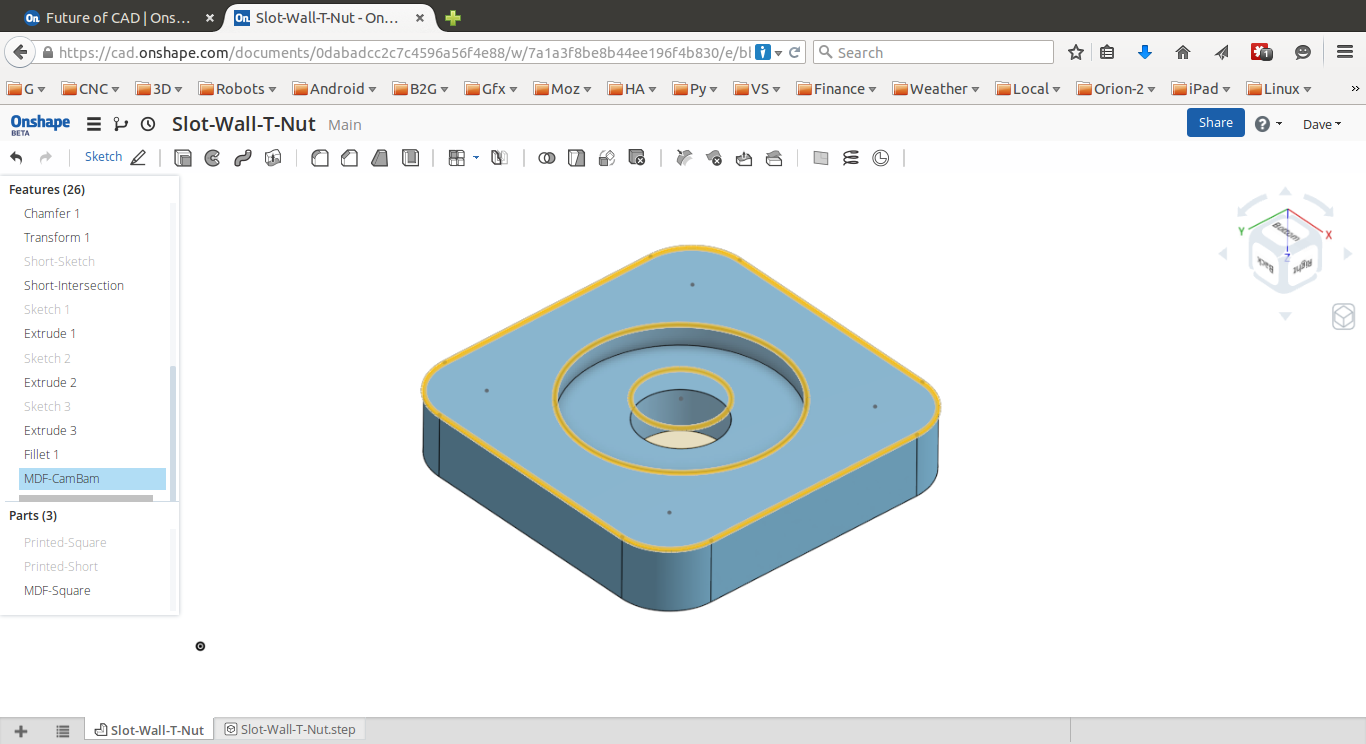 Future of CAD | Ons...
Slot-Wall-T-Nut - On...
https://cad.onshape.com/documents/0dabadcc2c7c4596a56f4e88/w/7a1a3f8be8b44ee196f4b830/e/bl
Search
1
G CNC 3D Robots Android B2G Gfx Moz HA Py VS Finance Weather Local Orion-2 iPad Linux »
Onshape
BETA
Slot-Wall-T-Nut Main
Share
?
Dave
Sketch
Features (26)
Chamfer 1
Transform 1
Short-Sketch
Short-Intersection
Sketch 1
Extrude 1
Sketch 2
Extrude 2
Sketch 3
Extrude 3
Fillet 1
MDF-CamBam
Parts (3)
Printed-Square
Printed-Short
MDF-Square
Y
X
Z
Bottom
Back
Right
Slot-Wall-T-Nut
Slot-Wall-T-Nut.step